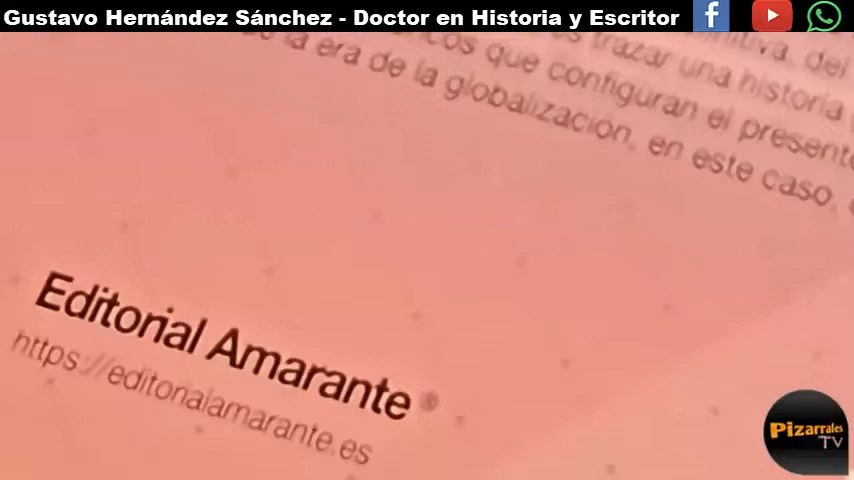 Gustavo Hernández Sánchez - Doctor en Historia y Escritor
trazar una historia
que configuran el presente
la era de la globalización, en este caso,
Editorial Amarante®
https://editorialamarante.es
Pizarrales
TV